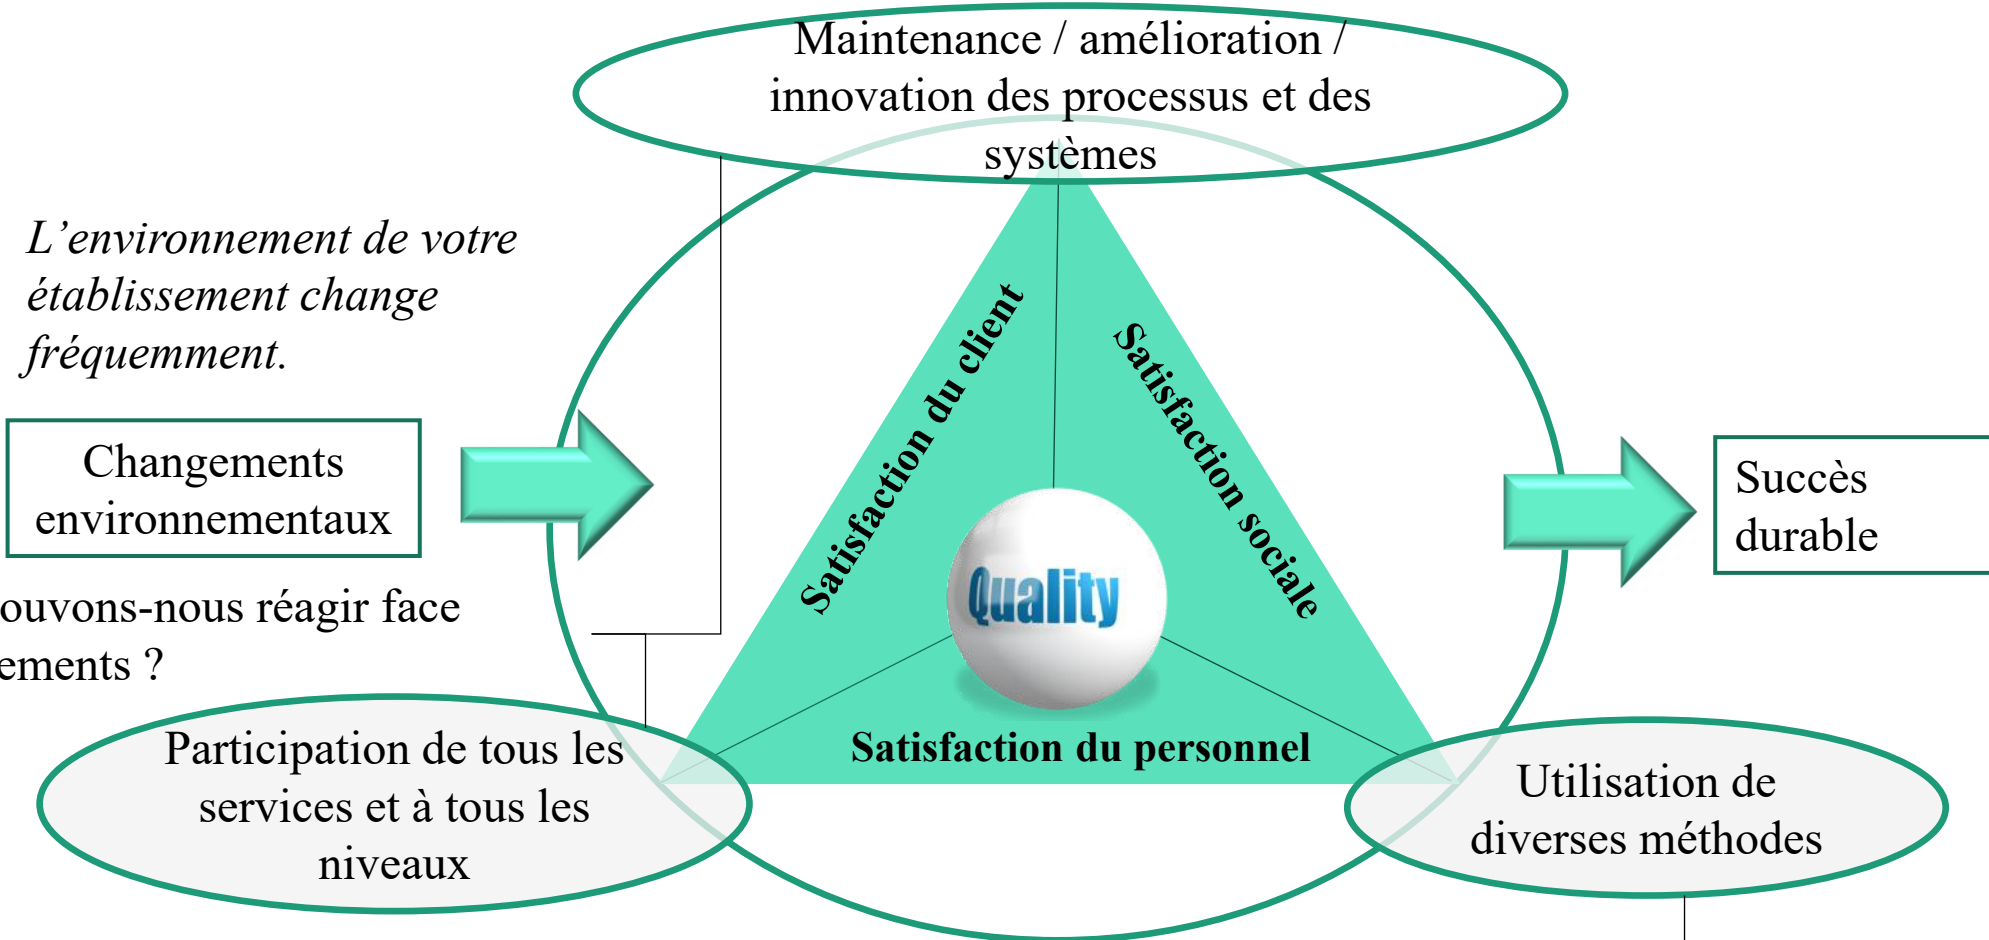 Maintenance / amélioration /
innovation des processus et des
systèmes
L’environnement de votre
établissement change
fréquemment.
Changements
environnementaux
Satisfaction du client
Satisfaction sociale
Quality
Satisfaction du personnel
Succès
durable
ouvons-nous réagir face
ements ?
Participation de tous les
services et à tous les
niveaux
Utilisation de
diverses méthodes